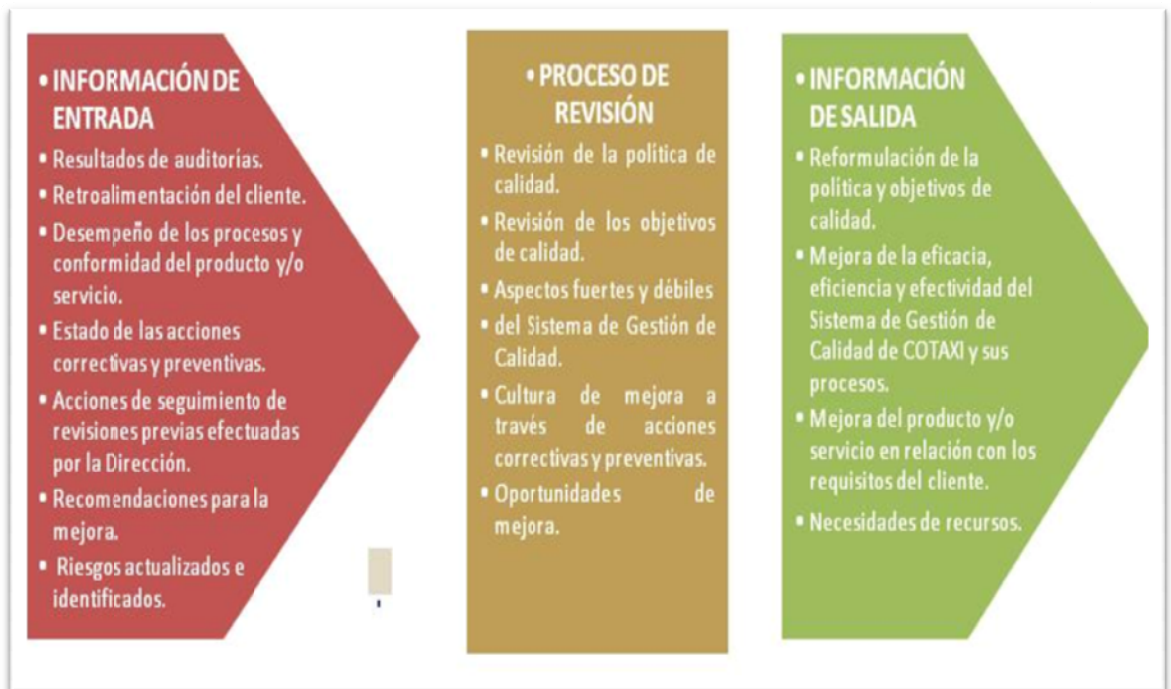 • INFORMACIÓN DE
ENTRADA
• Resultados de auditorías.
• Retroalimentación del cliente.
• Desempeño de los procesos y
conformidad del producto y/o
servicio.
• Estado de las acciones
correctivas y preventivas.
• Acciones de seguimiento de
revisiones previas efectuadas
por la Dirección.
• Recomendaciones para la
mejora.
• Riesgos actualizados e
identificados.
• PROCESO DE
REVISIÓN
• Revisión de la política de
calidad.
• Revisión de los objetivos
de calidad.
• Aspectos fuertes y débiles
• del Sistema de Gestión de
Calidad.
• Cultura de mejora a
través de acciones
correctivas y preventivas.
• Oportunidades de
mejora.
• INFORMACIÓN
DE SALIDA
• Reformulación de la
política y objetivos de
calidad.
• Mejora de la eficacia,
eficiencia y efectividad del
Sistema de Gestión de
Calidad de COTAXI y sus
procesos.
• Mejora del producto y/o
servicio en relación con los
requisitos del cliente.
• Necesidades de recursos.